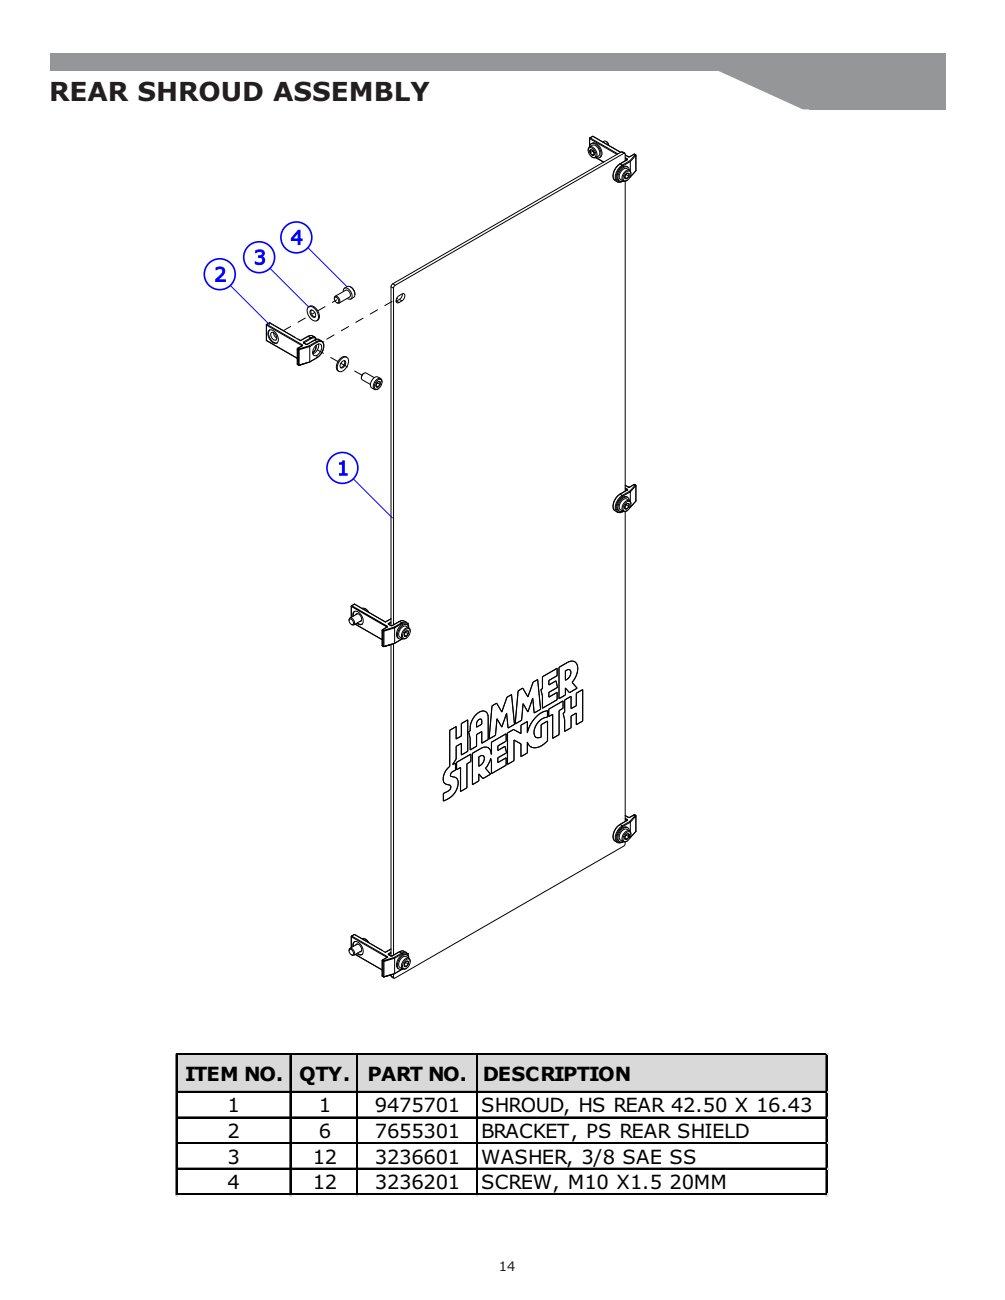 REAR SHROUD ASSEMBLY
4
3
2
1
HAMMER
STRENGTH
ITEM NO. QTY. PART NO. DESCRIPTION
1 1 9475701 SHROUD, HS REAR 42.50 X 16.43
2 6 7655301 BRACKET, PS REAR SHIELD
3 12 3236601 WASHER, 3/8 SAE SS
4 12 3236201 SCREW, M10 X1.5 20MM
14